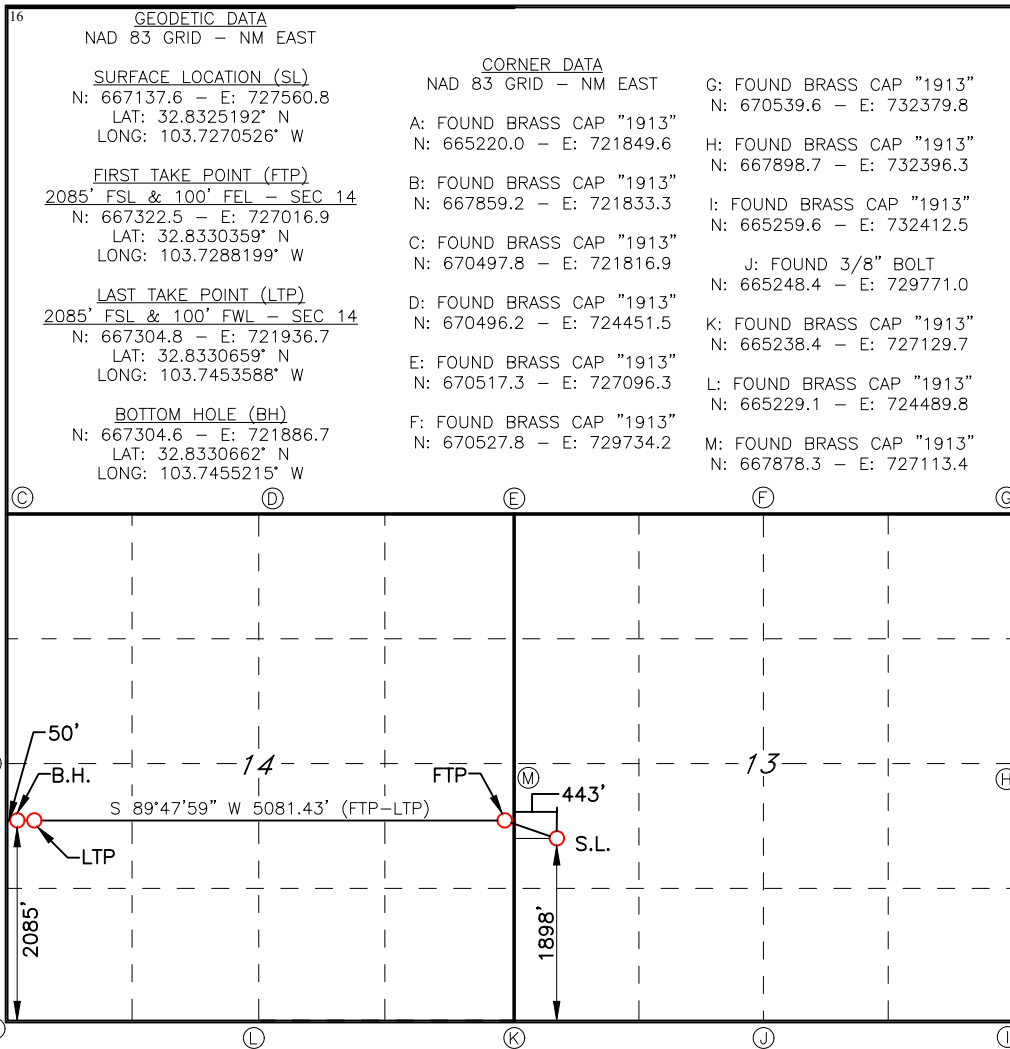 16
GEODETIC DATA
NAD 83 GRID – NM EAST
SURFACE LOCATION (SL)
N: 667137.6 – E: 727560.8
LAT: 32.8325192° N
LONG: 103.7270526° W
FIRST TAKE POINT (FTP)
2085' FSL & 100' FEL – SEC 14
N: 667322.5 – E: 727016.9
LAT: 32.8330359° N
LONG: 103.7288199° W
LAST TAKE POINT (LTP)
2085' FSL & 100' FWL – SEC 14
N: 667304.8 – E: 721936.7
LAT: 32.8330659° N
LONG: 103.7453588° W
BOTTOM HOLE (BH)
N: 667304.6 – E: 721886.7
LAT: 32.8330662° N
LONG: 103.7455215° W
CORNER DATA
NAD 83 GRID – NM EAST
A: FOUND BRASS CAP "1913"
N: 665220.0 – E: 721849.6
B: FOUND BRASS CAP "1913"
N: 667859.2 – E: 721833.3
C: FOUND BRASS CAP "1913"
N: 670497.8 – E: 721816.9
D: FOUND BRASS CAP "1913"
N: 670496.2 – E: 724451.5
E: FOUND BRASS CAP "1913"
N: 670517.3 – E: 727096.3
F: FOUND BRASS CAP "1913"
N: 670527.8 – E: 729734.2
G: FOUND BRASS CAP "1913"
N: 670539.6 – E: 732379.8
H: FOUND BRASS CAP "1913"
N: 667898.7 – E: 732396.3
I: FOUND BRASS CAP "1913"
N: 665259.6 – E: 732412.5
J: FOUND 3/8" BOLT
N: 665248.4 – E: 729771.0
K: FOUND BRASS CAP "1913"
N: 665238.4 – E: 727129.7
L: FOUND BRASS CAP "1913"
N: 665229.1 – E: 724489.8
M: FOUND BRASS CAP "1913"
N: 667878.3 – E: 727113.4
C D E F G
50'
14 13
B.H. FTP M H
443'
S 89°47'59" W 5081.43' (FTP–LTP)
S.L.
LTP
2085'
1898'
L K J I